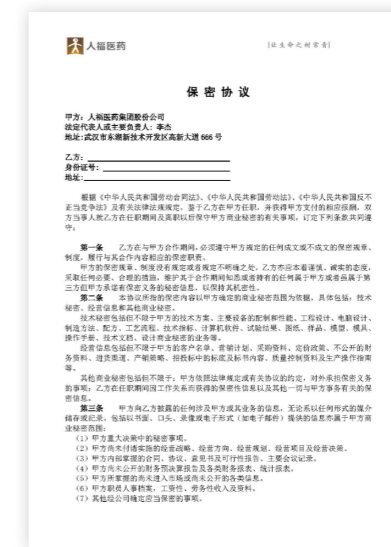 人福医药
[让生命之树常青]
保密协议
甲方：人福医药集团股份公司
法定代表人或主要负责人：李杰
地址：武汉市东湖新技术开发区高新大道 666 号
乙方：
身份证号：
地址：
根据《中华人民共和国劳动合同法》、《中华人民共和国劳动法》、《中华人民共和国反不
正当竞争法》及有关法律法规规定，鉴于乙方在甲方任职，并获得甲方支付的相应报酬，双
方当事人就乙方在任职期间及离职以后保守甲方商业秘密的有关事项，订定下列条款共同遵
守：
第一条 乙方在与甲方合作期间，必须遵守甲方规定的任何成文或不成文的保密规章、
制度，履行与其合作内容相应的保密职责。
甲方的保密规章、制度没有规定或者规定不明确之处，乙方亦应本着谨慎、诚实的态度，
采取任何必要、合理的措施，维护其于合作期间知悉或者持有的任何属于甲方或者虽属于第
三方但甲方承诺有保密义务的秘密信息，以保持其机密性。
第二条 本协议所指的保密内容以甲方确定的商业秘密范围为依据，具体包括：技术
秘密、经营信息和其他商业秘密。
技术秘密包括但不限于甲方的技术方案、主要设备的配制和性能、工程设计、电路设计、
制造方法、配方、工艺流程、技术指标、计算机软件、试验结果、图纸、样品、模型、模具、
操作手册、技术文档、设计商业秘密的业务等。
经营信息包括但不限于甲方的客户名单、营销计划、采购资料、定价政策、不公开的财
务资料、进货渠道、产销策略、招投标中的标底及标书内容、质量控制资料及生产操作指南
等。
其他商业秘密包括但不限于：甲方依照法律规定或有关协议的约定，对外承担保密义务
的事项；乙方在任职期间因工作关系而获得的保密性信息以及其他一切与甲方事务有关的保
密信息。
第三条 甲方向乙方披露的任何涉及甲方或其业务的信息，无论系以任何形式的媒介
储存或记录，包括以书面、口头、录像或电子形式（如电子邮件）提供的信息亦属于甲方商
业秘密范围：
（1）甲方重大决策中的秘密事项。
（2）甲方尚未付诸实施的经营战略、经营方向、经营规划、经营项目及经营决策。
（3）甲方内部掌握的合同、协议、意见书及可行性报告、主要会议记录。
（4）甲方尚未公开的财务预决算报告及各类财务报表、统计报表。
（5）甲方所掌握的尚未进入市场或尚未公开的各类信息。
（6）甲方职员人事档案，工资性、劳务性收入及资料。
（7）其他经公司确定应当保密的事项。